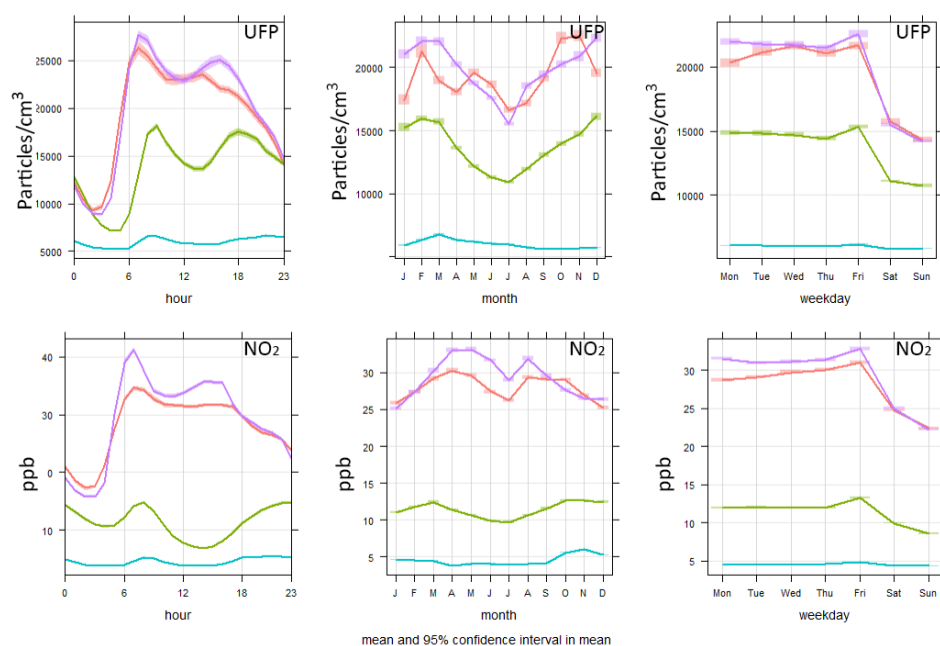 UFP
Particles/cm³
25000
20000
15000
10000
5000
0 6 12 18 23
hour
UFP
Particles/cm³
20000
15000
10000
J F M A M J J A S O N D
month
UFP
Particles/cm³
20000
15000
10000
Mon Tue Wed Thu Fri Sat Sun
weekday
NO₂
ppb
40
30
0
10
0 6 12 18 23
hour
NO₂
ppb
30
25
20
15
10
5
J F M A M J J A S O N D
month
NO₂
ppb
30
25
20
15
10
5
Mon Tue Wed Thu Fri Sat Sun
weekday
mean and 95% confidence interval in mean